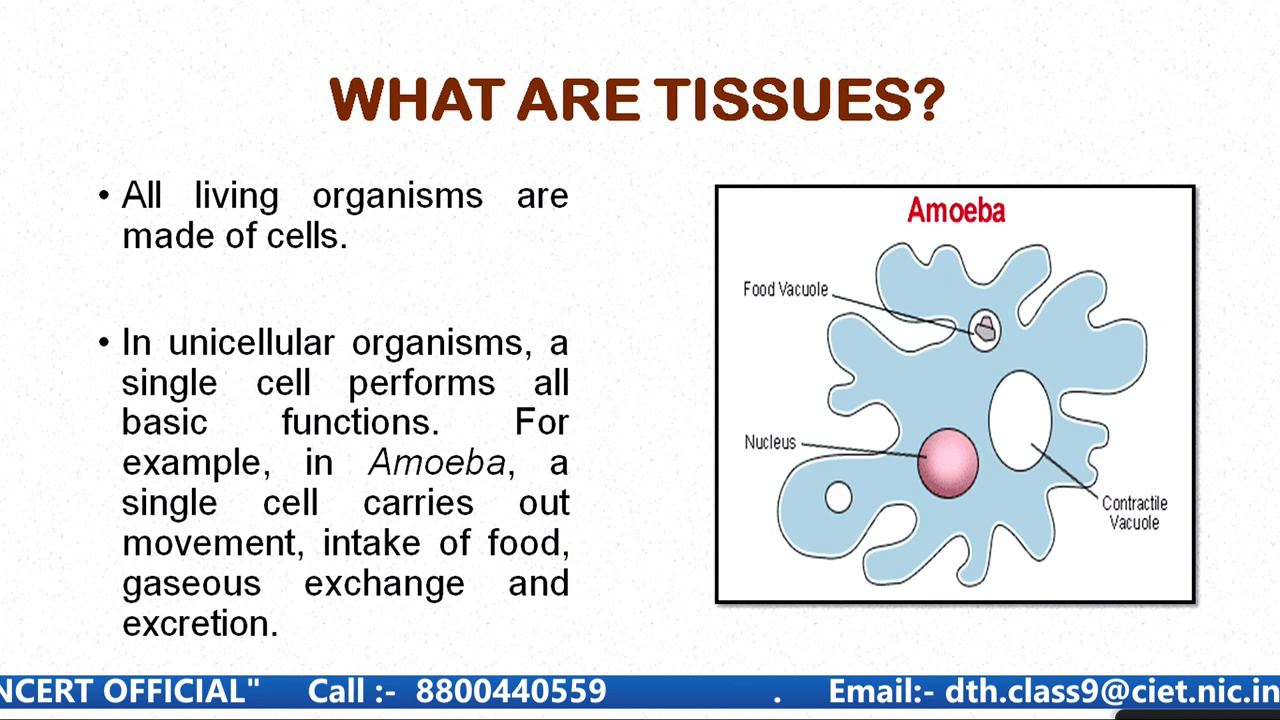 WHAT ARE TISSUES?
• All living organisms are
made of cells.
• In unicellular organisms, a
single cell performs all
basic functions. For
example, in Amoeba, a
single cell carries out
movement, intake of food,
gaseous exchange and
excretion.
Amoeba
Food Vacuole
Nucleus
Contractile
Vacuole
NCERT OFFICIAL" Call :- 8800440559 . Email:- dth.class9@ciet.nic.in